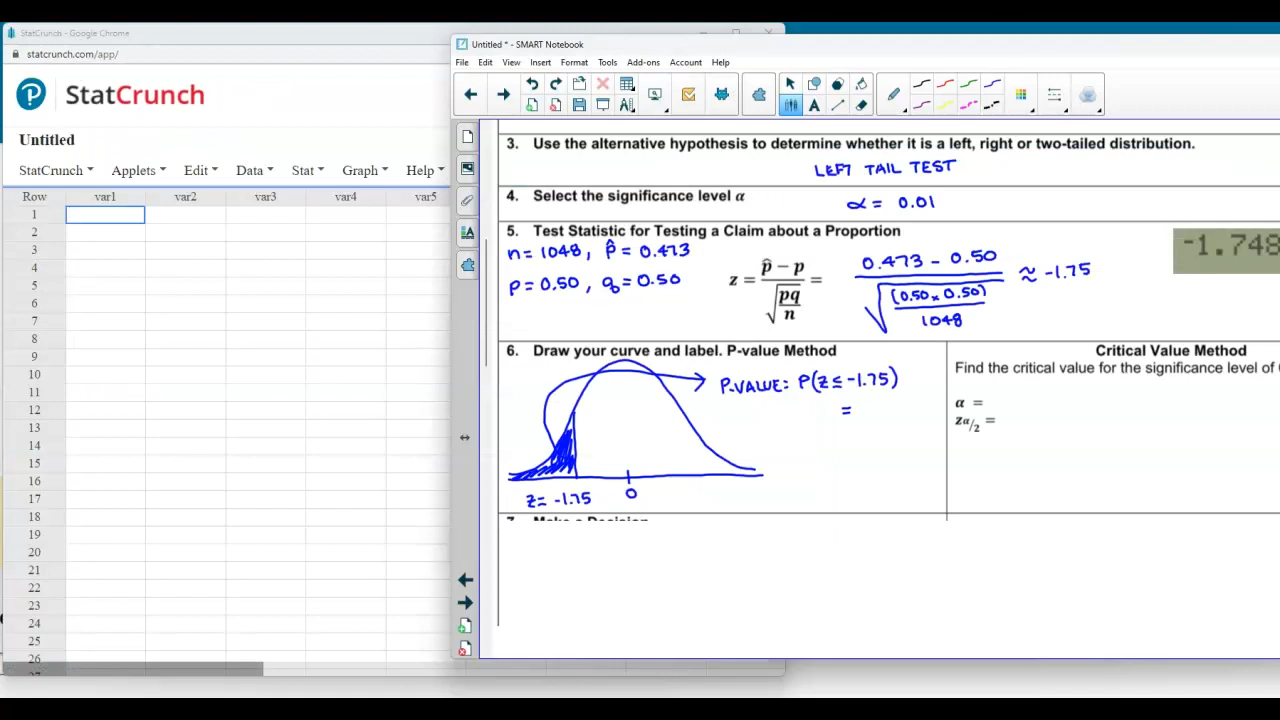 StatCrunch - Google Chrome
statcrunch.com/app/
StatCrunch
Untitled
StatCrunch Applets Edit Data Stat Graph Help
Row var1 var2 var3 var4 var5
1
2
3
4
5
6
7
8
9
10
11
12
13
14
15
16
17
18
19
20
21
22
23
24
25
26
Untitled * - SMART Notebook
File Edit View Insert Format Tools Add-ons Account Help
3. Use the alternative hypothesis to determine whether it is a left, right or two-tailed distribution.
LEFT TAIL TEST
4. Select the significance level α
α = 0.01
5. Test Statistic for Testing a Claim about a Proportion
n = 1048, p̂ = 0.473
p = 0.50, q = 0.50
z = p̂ − p / √(pq/n) = 0.473 − 0.50 / √((0.50 × 0.50)/1048) ≈ −1.75
-1.748
6. Draw your curve and label. P-value Method
P-VALUE: P(z ≤ −1.75)
=
z = −1.75 0
Critical Value Method
Find the critical value for the significance level of
α =
zα/2 =
7. Make a Decision